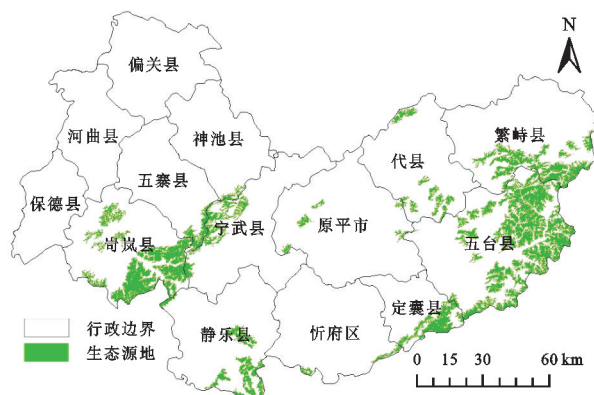 N
偏关县
河曲县
神池县
繁峙县
代县
五寨县
保德县
岢岚县
宁武县
原平市
五台县
定襄县
静乐县
忻府区
行政边界
生态源地
0 15 30 60 km